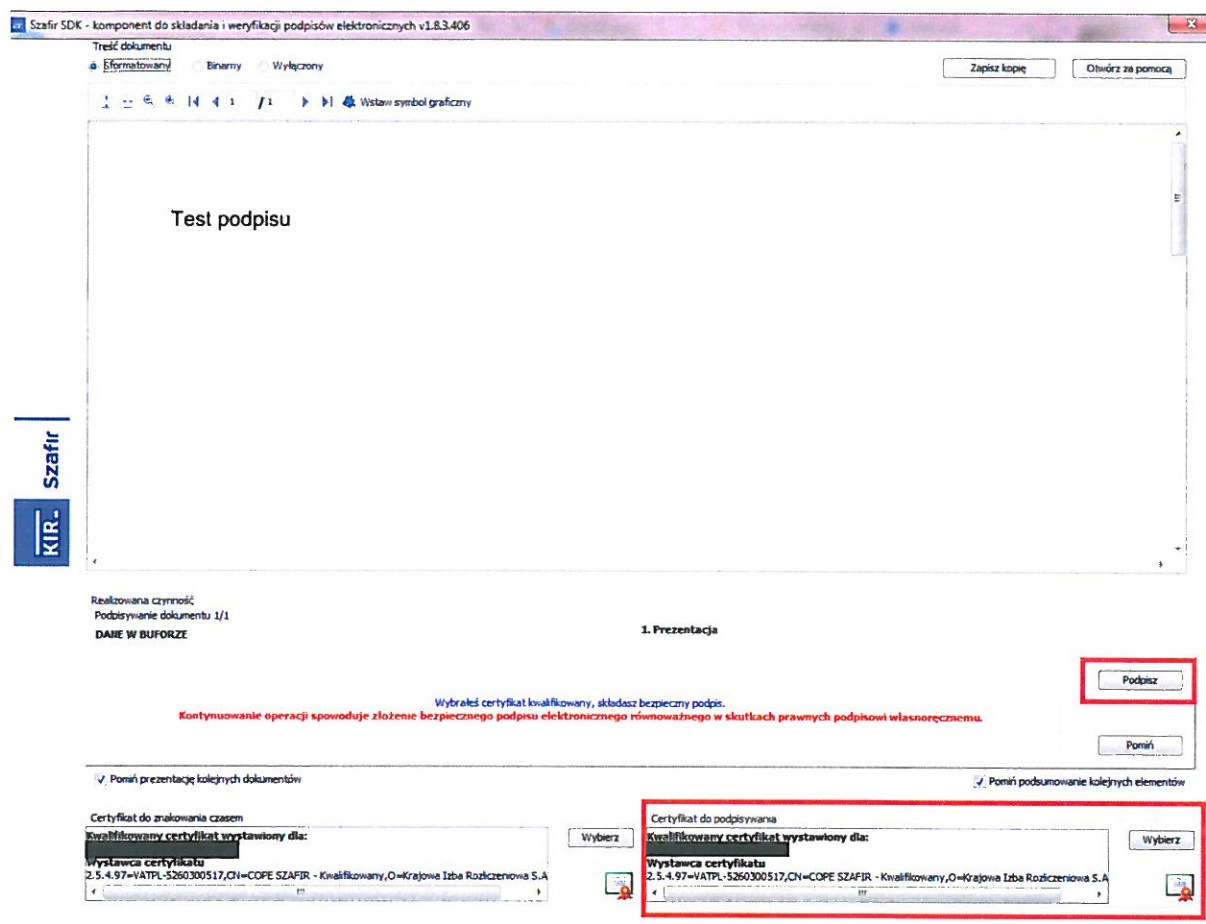 Szafir SDK - komponent do składania i weryfikacji podpisów elektronicznych v1.8.3.406
Treść dokumentu
Sformatowany Binarny Wyłączony
Zapisz kopię Otwórz za pomocą
1 / 1 Wstaw symbol graficzny
Test podpisu
Szafir
KIR.
Realizowana czynność
Podpisywanie dokumentu 1/1
DANE W BUFORZE
1. Prezentacja
Podpisz
Wybrałeś certyfikat kwalifikowany, składasz bezpieczny podpis.
Kontynuowanie operacji spowoduje złożenie bezpiecznego podpisu elektronicznego równoważnego w skutkach prawnych podpisowi własnoręcznemu.
Pomiń
Pomiń prezentację kolejnych dokumentów
Pomiń podsumowanie kolejnych elementów
Certyfikat do znakowania czasem
Kwalifikowany certyfikat wystawiony dla:
Wybierz
Wystawca certyfikatu
2.5.4.97=VATPL-5260300517,CN=COPE SZAFIR - Kwalifikowany,O=Krajowa Izba Rozliczeniowa S.A
Certyfikat do podpisywania
Kwalifikowany certyfikat wystawiony dla:
Wybierz
Wystawca certyfikatu
2.5.4.97=VATPL-5260300517,CN=COPE SZAFIR - Kwalifikowany,O=Krajowa Izba Rozliczeniowa S.A